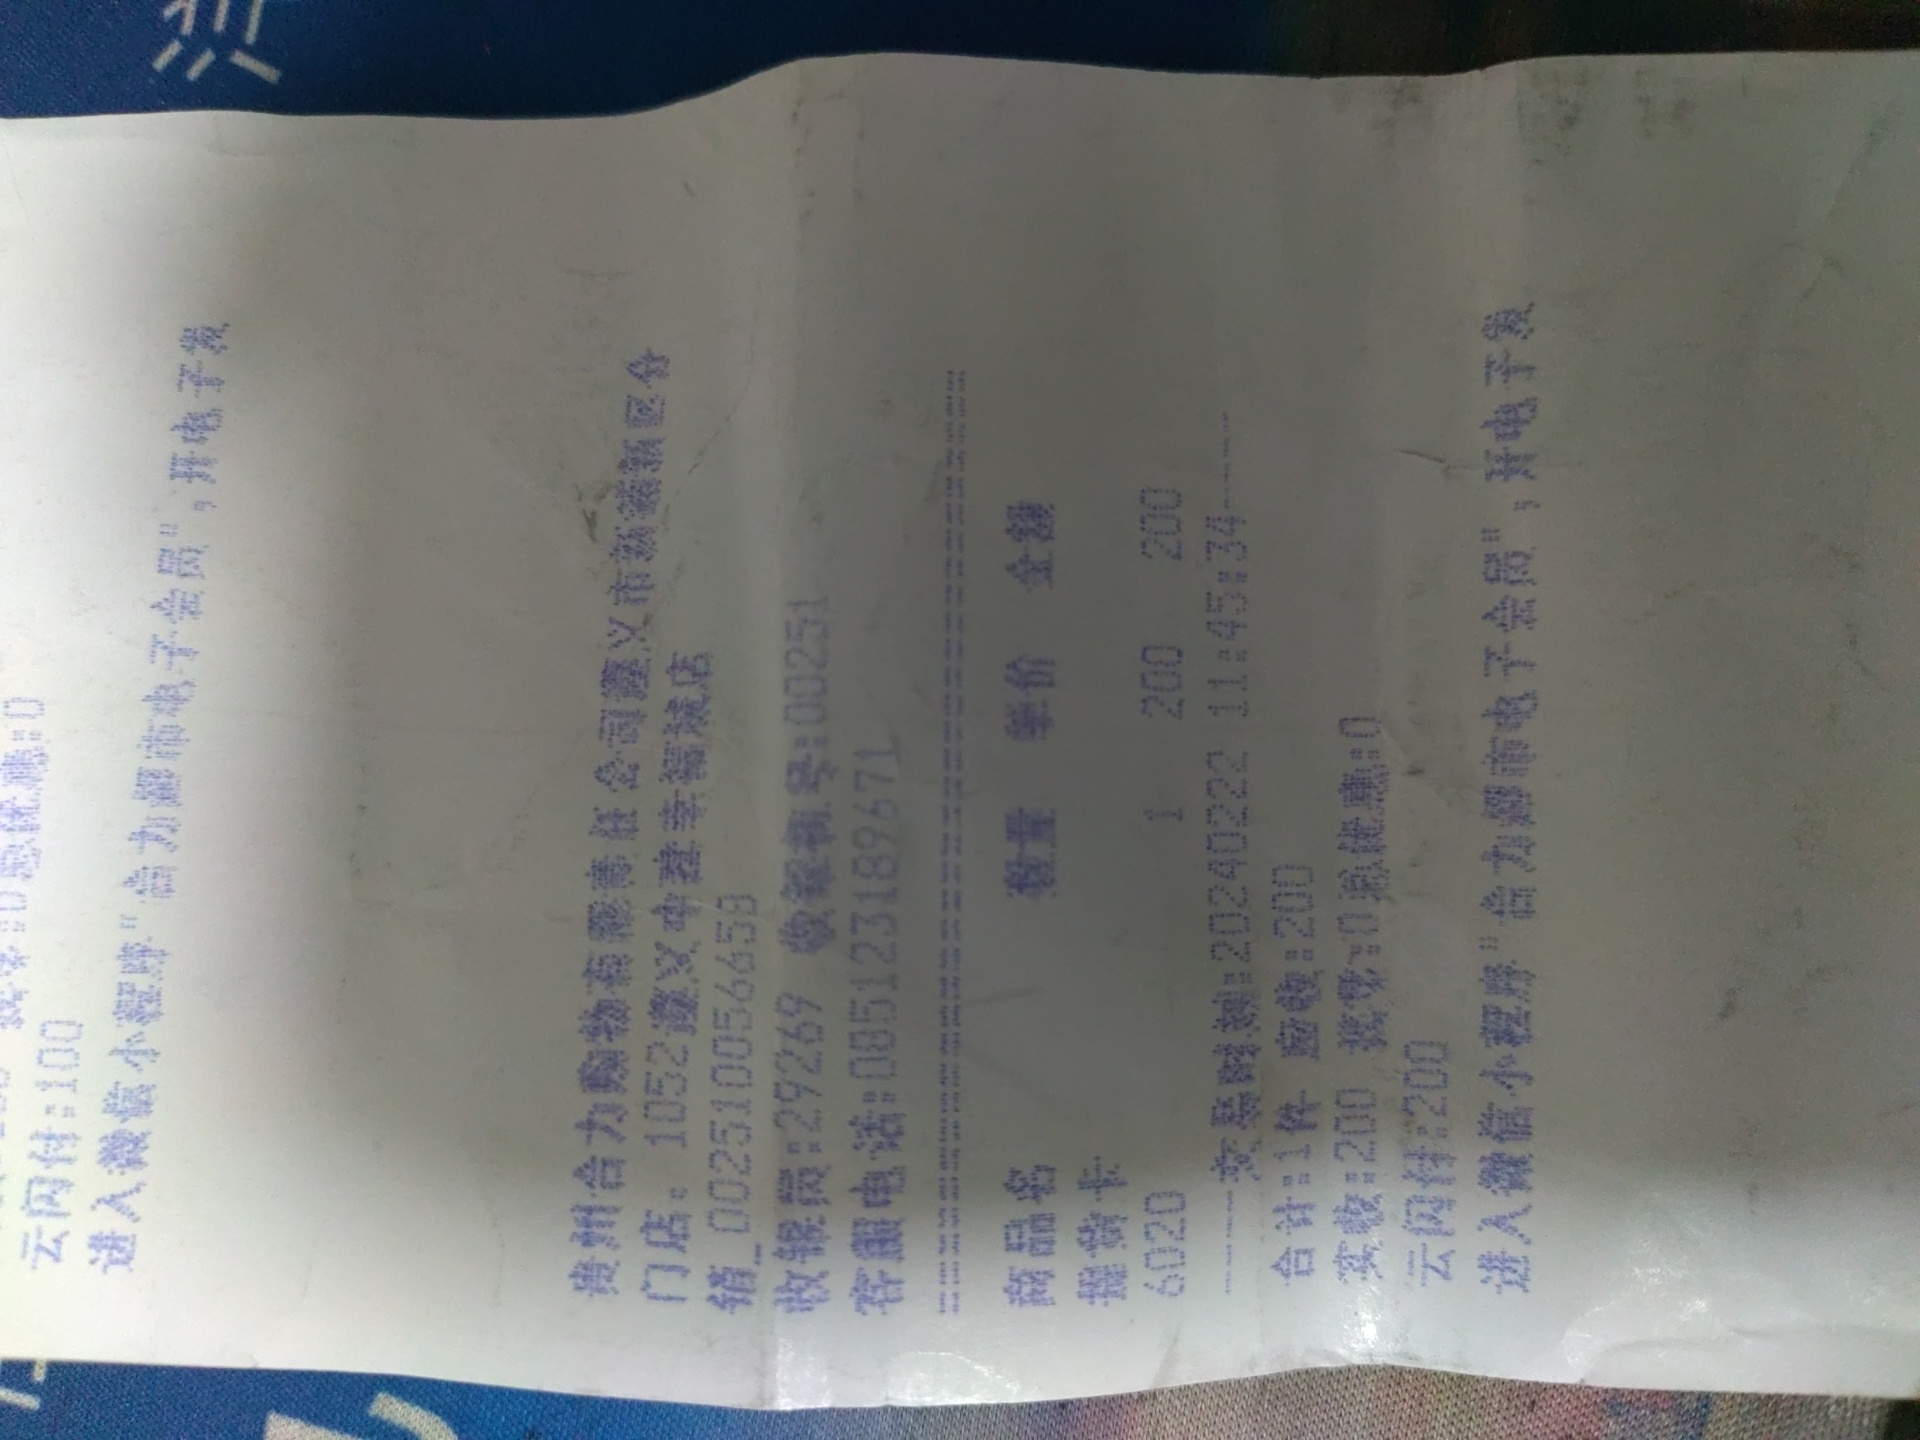 云闪付:100
进入微信小程序"合力超市电子会员",开电子发
贵州合力购物有限责任公司遵义市新蒲新区分
门店: 1052遵义中建幸福城店
销_002510056658
收银员:29269 收银机号:00251
客服电话:085123189671
==========================================
商品名 数量 单价 金额
提货卡
6020 1 200 200
------交易时刻:20240222 11:45:34------
合计:1件 应收:200
实收:200 找零:0总优惠:0
云闪付:200
进入微信小程序"合力超市电子会员",开电子发